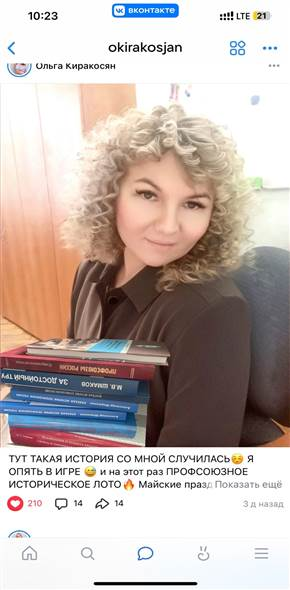 10:23
вконтакте
LTE 21
okirakosjan
Ольга Киракосян
ПРОФСОЮЗЫ РОССИИ
М.В. ШМАКОВ ЗА ДОСТОЙНЫЙ ТРУ
ТУТ ТАКАЯ ИСТОРИЯ СО МНОЙ СЛУЧИЛАСЬ😏 Я
ОПЯТЬ В ИГРЕ 😅 и на этот раз ПРОФСОЮЗНОЕ
ИСТОРИЧЕСКОЕ ЛОТО🔥 Майские празд Показать ещё
210 14 14
3 д назад